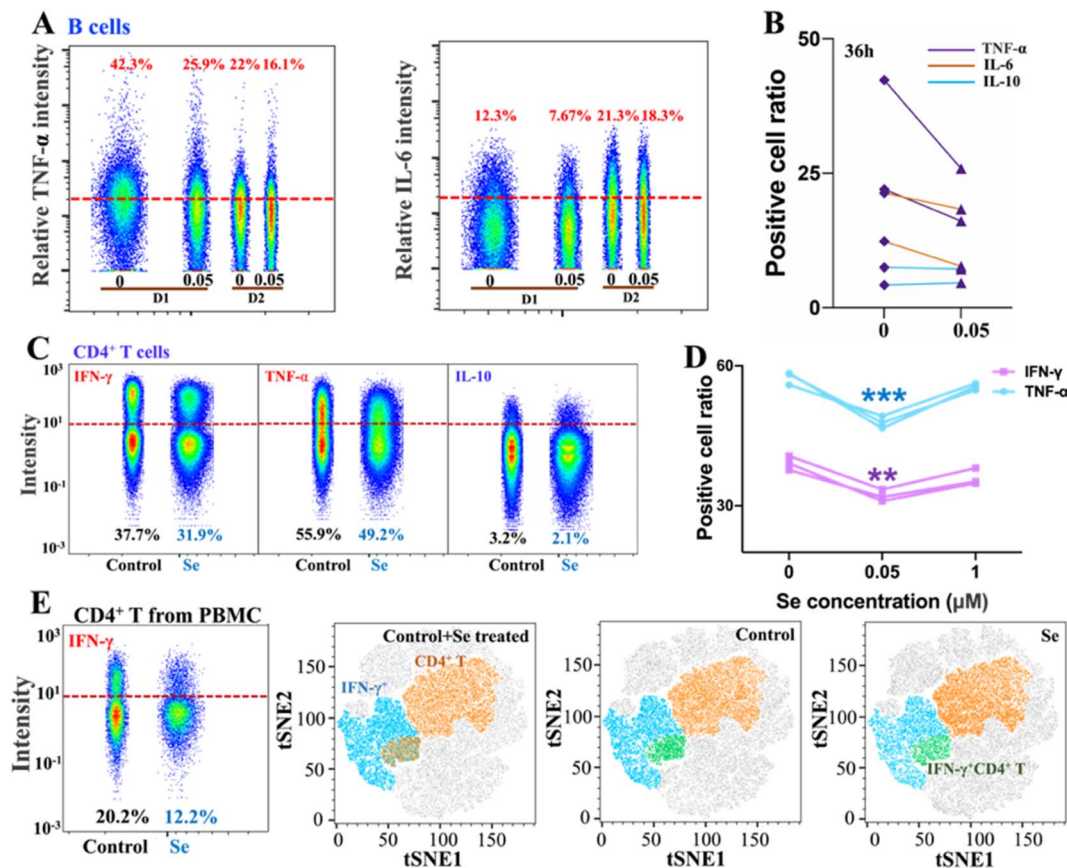 A B cells
Relative TNF-α intensity
42.3% 25.9% 22% 16.1%
0 0.05 0 0.05
D1 D2
Relative IL-6 intensity
12.3% 7.67% 21.3% 18.3%
0 0.05 0 0.05
D1 D2
B
36h
TNF-α
IL-6
IL-10
Positive cell ratio
50
25
0
0 0.05
C CD4⁺ T cells
Intensity
10³
10¹
10⁻¹
10⁻³
IFN-γ TNF-α IL-10
37.7% 31.9% 55.9% 49.2% 3.2% 2.1%
Control Se Control Se Control Se
D
IFN-γ
TNF-α
Positive cell ratio
60
30
***
**
0 0.05 1
Se concentration (μM)
E CD4⁺ T from PBMC
Intensity
10³
10¹
10⁻¹
10⁻³
IFN-γ
20.2% 12.2%
Control Se
Control+Se treated
CD4⁺ T
IFN-γ⁺
tSNE2
150
100
50
0
0 50 100 150
tSNE1
Control
tSNE2
150
100
50
0
0 50 100 150
tSNE1
Se
IFN-γ⁺CD4⁺ T
tSNE2
150
100
50
0
0 50 100 150
tSNE1